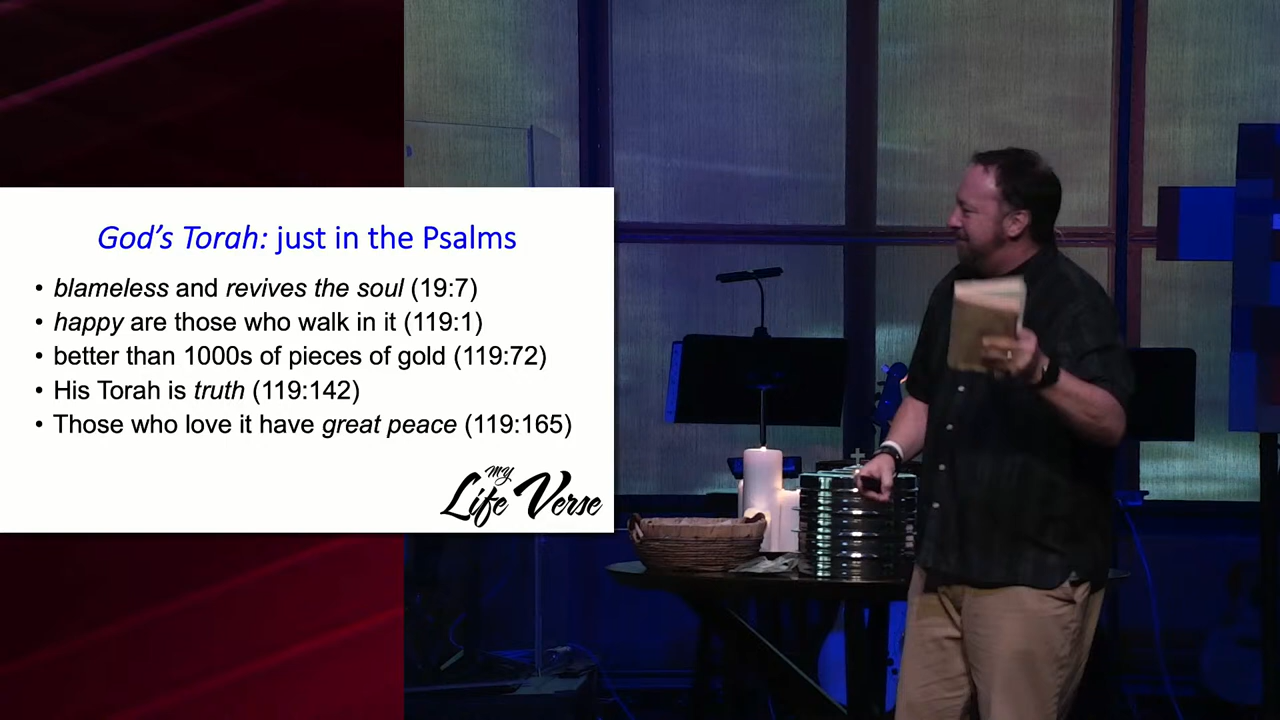 God's Torah: just in the Psalms
• blameless and revives the soul (19:7)
• happy are those who walk in it (119:1)
• better than 1000s of pieces of gold (119:72)
• His Torah is truth (119:142)
• Those who love it have great peace (119:165)
MY
Life Verse